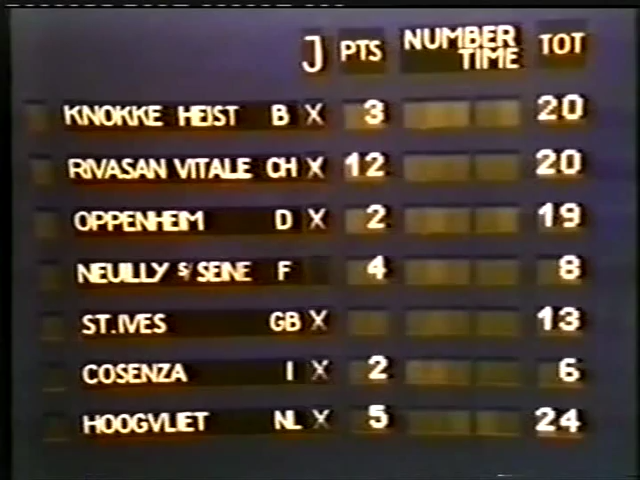 J PTS NUMBER TIME TOT
KNOKKE HEIST B X 3 20
RIVASAN VITALE CH X 12 20
OPPENHEIM D X 2 19
NEUILLY S/ SEINE F 4 8
ST.IVES GB X 13
COSENZA I X 2 6
HOOGVLIET NL X 5 24